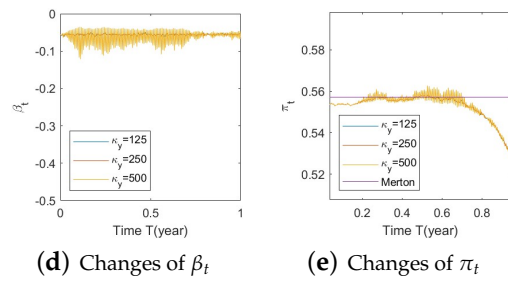 0
-0.1
-0.2
-0.3
-0.4
-0.5
β_t
κ_y=125
κ_y=250
κ_y=500
0 0.5 1
Time T(year)
(d) Changes of β_t
0.58
0.56
0.54
0.52
π_t
κ_y=125
κ_y=250
κ_y=500
Merton
0.2 0.4 0.6 0.8
Time T(year)
(e) Changes of π_t